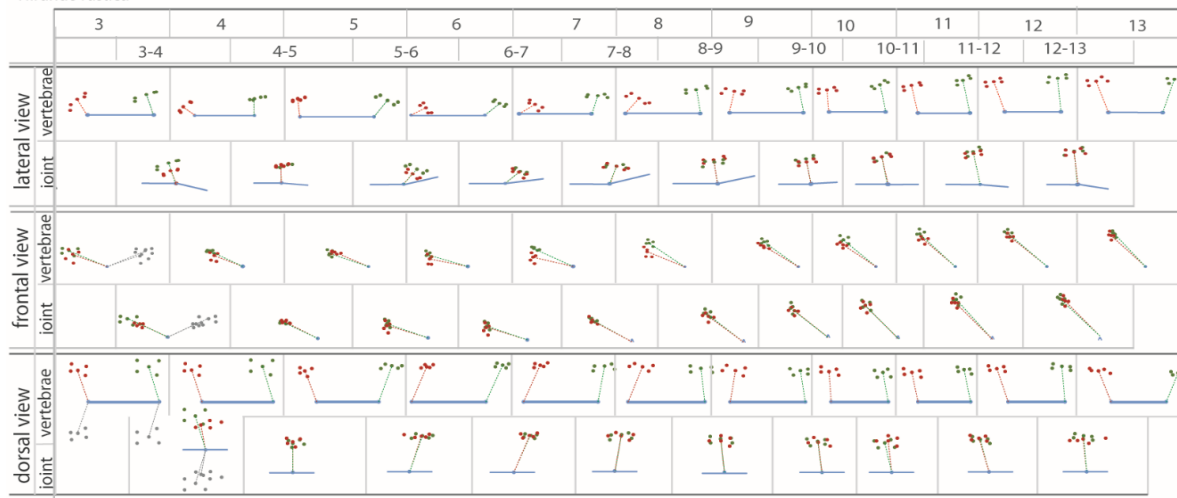 3 4 5 6 7 8 9 10 11 12 13
3-4 4-5 5-6 6-7 7-8 8-9 9-10 10-11 11-12 12-13
lateral view
vertebrae
joint
frontal view
vertebrae
joint
dorsal view
vertebrae
joint